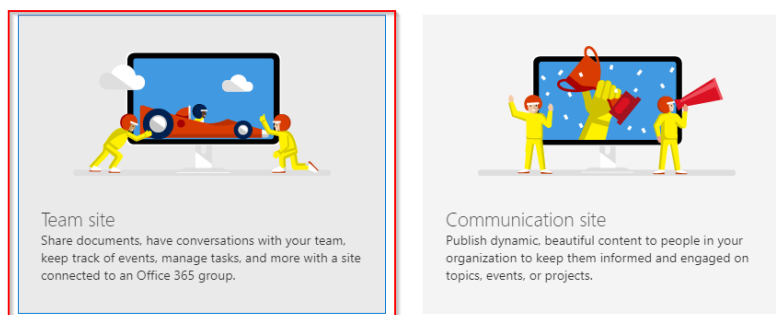 Team site
Share documents, have conversations with your team,
keep track of events, manage tasks, and more with a site
connected to an Office 365 group.
Communication site
Publish dynamic, beautiful content to people in your
organization to keep them informed and engaged on
topics, events, or projects.